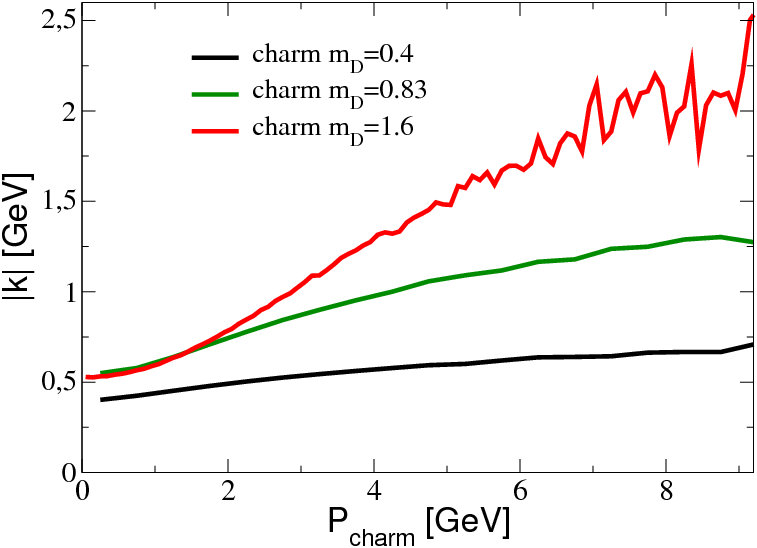 2,5
charm m_D=0.4
charm m_D=0.83
2
charm m_D=1.6
1,5
|k| [GeV]
1
0,5
0
0 2 4 6 8
P_charm [GeV]